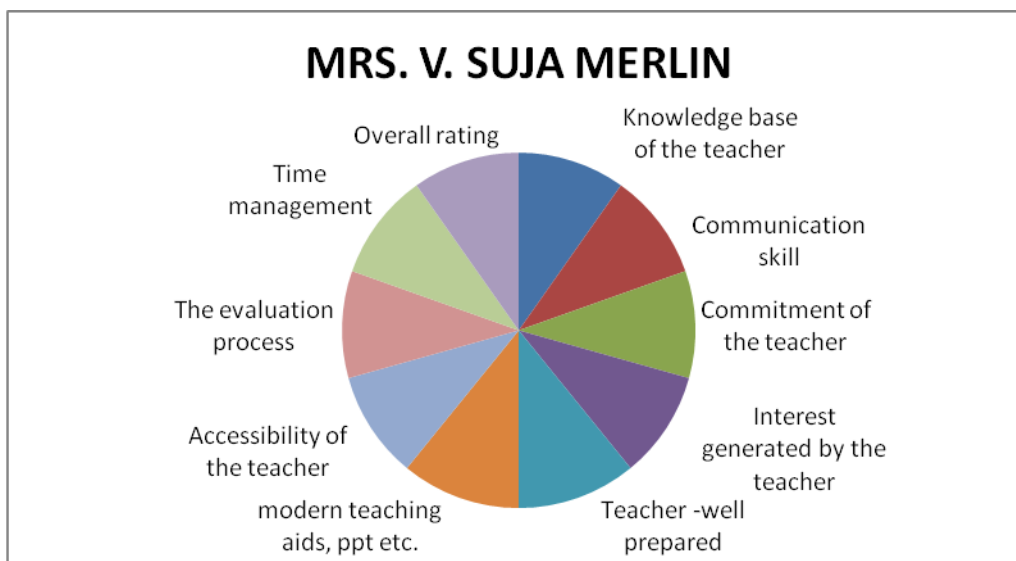 MRS. V. SUJA MERLIN
Overall rating
Knowledge base
of the teacher
Time
management
Communication
skill
The evaluation
process
Commitment of
the teacher
Accessibility of
the teacher
Interest
generated by the
teacher
modern teaching
aids, ppt etc.
Teacher -well
prepared